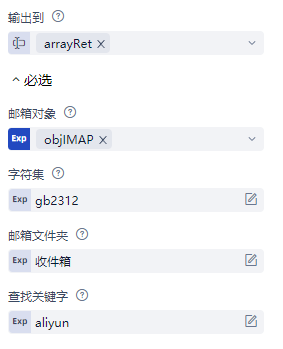 输出到
arrayRet
必选
邮箱对象
Exp objIMAP
字符集
Exp gb2312
邮箱文件夹
Exp 收件箱
查找关键字
Exp aliyun